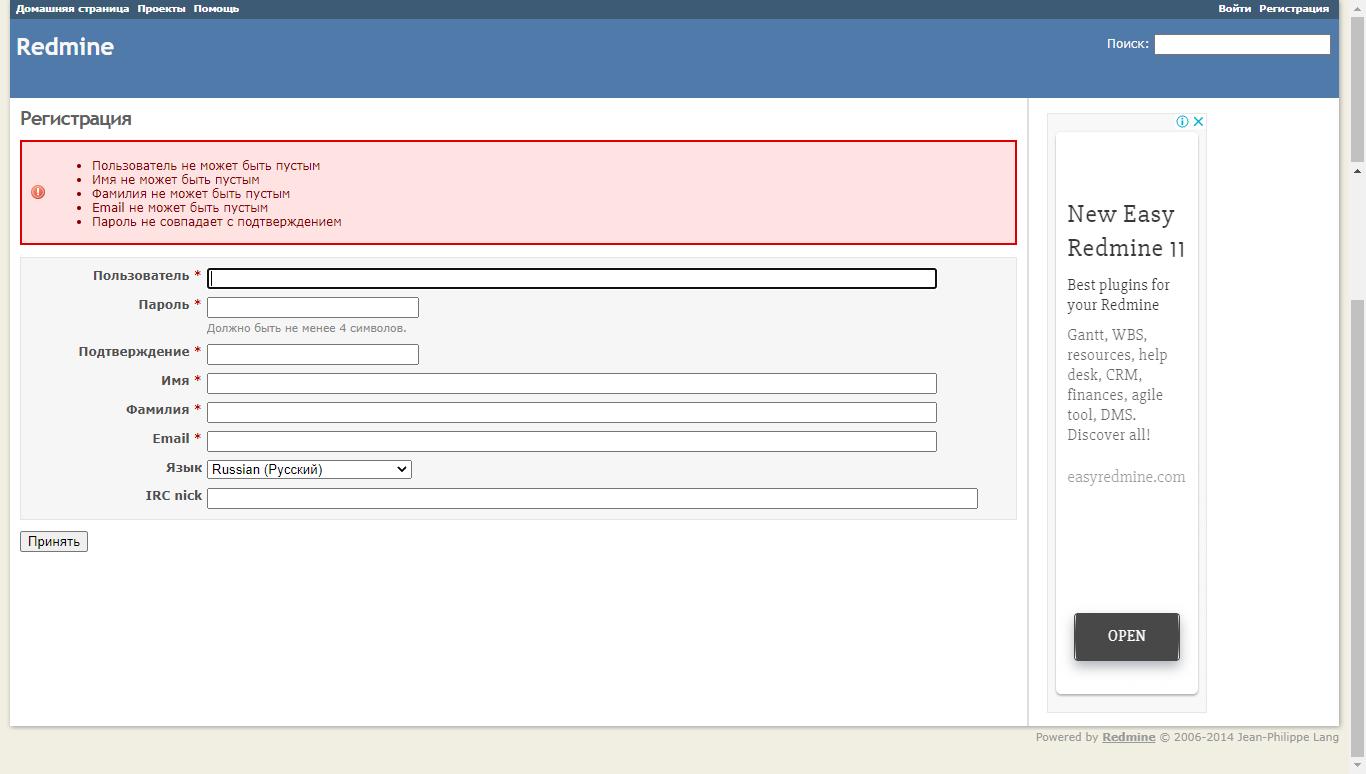 Домашняя страница Проекты Помощь
Войти Регистрация
Redmine
Поиск:
Регистрация
Пользователь не может быть пустым
Имя не может быть пустым
Фамилия не может быть пустым
Email не может быть пустым
Пароль не совпадает с подтверждением
Пользователь *
Пароль *
Должно быть не менее 4 символов.
Подтверждение *
Имя *
Фамилия *
Email *
Язык Russian (Русский)
IRC nick
Принять
New Easy
Redmine 11
Best plugins for
your Redmine
Gantt, WBS,
resources, help
desk, CRM,
finances, agile
tool, DMS.
Discover all!
easyredmine.com
OPEN
Powered by Redmine © 2006-2014 Jean-Philippe Lang